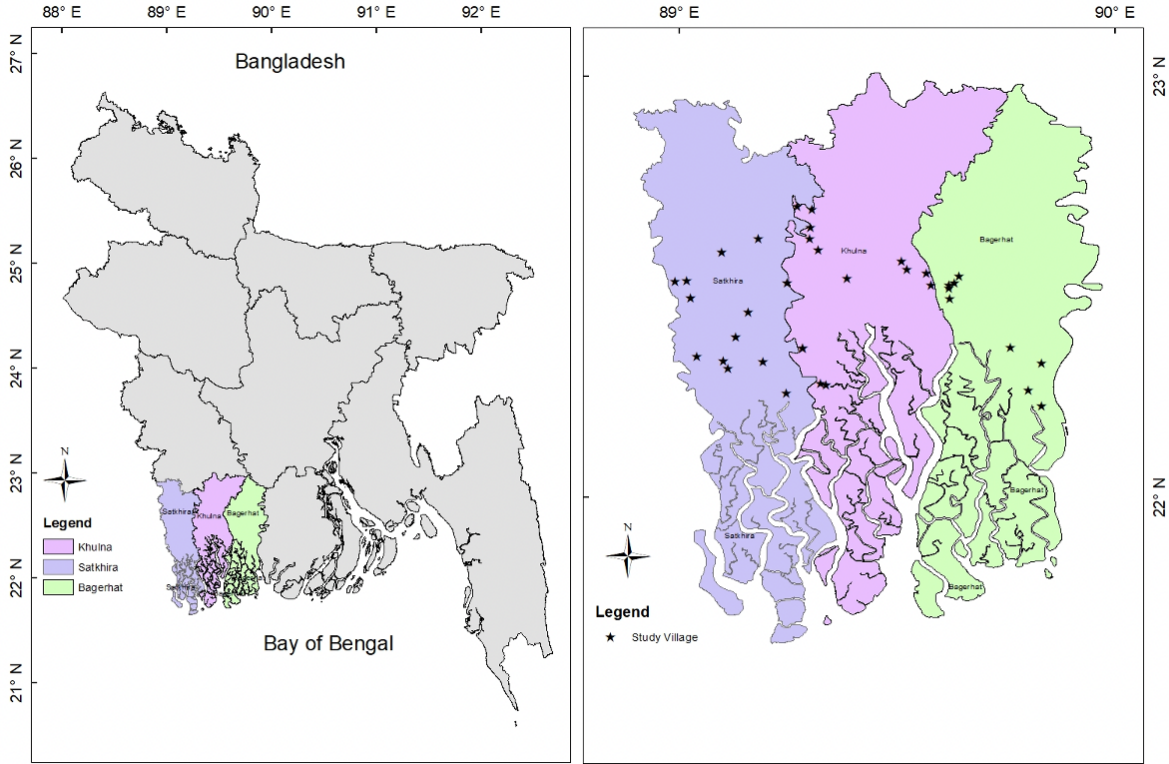 88° E 89° E 90° E 91° E 92° E
27° N
26° N
25° N
24° N
23° N
22° N
21° N
Bangladesh
N
Satkhira
Khulna
Bagerhat
Satkhira
Legend
Khulna
Satkhira
Bagerhat
Bay of Bengal
89° E 90° E
23° N
22° N
Khulna
Bagerhat
Satkhira
Bagerhat
Satkhira
Bagerhat
N
Legend
Study Village